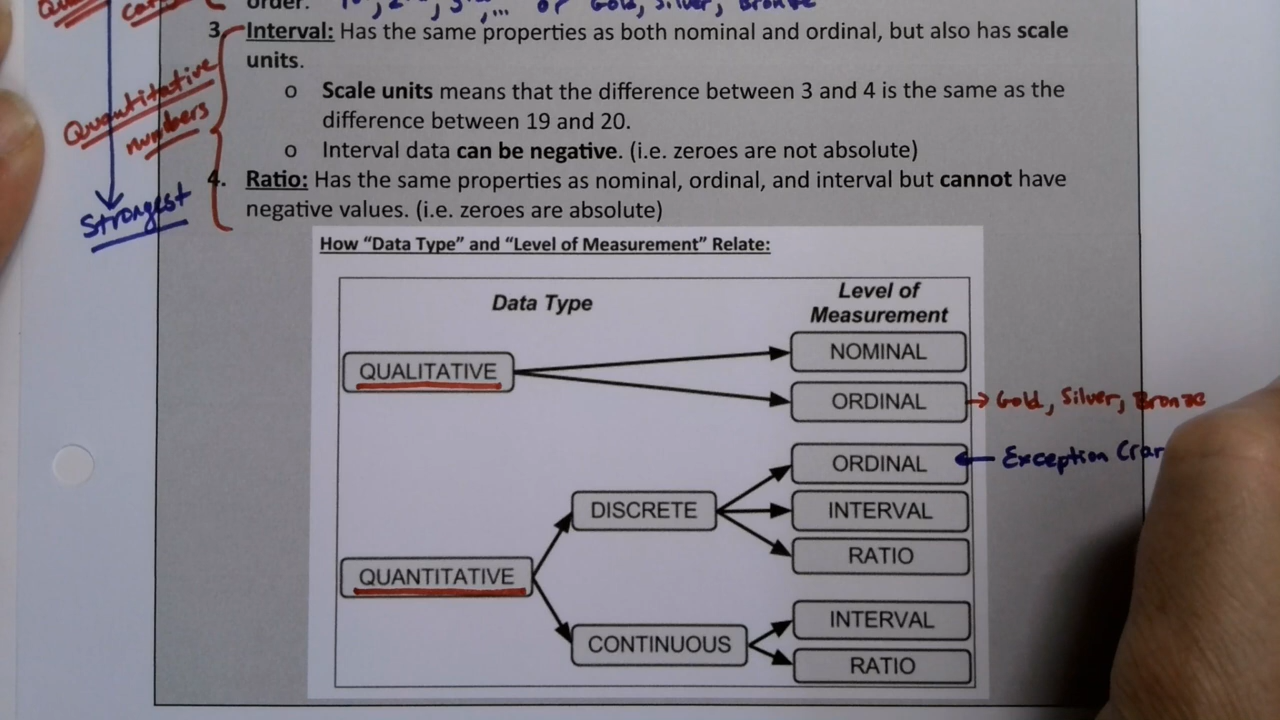 order. or Gold, Silver, Bronze
3. Interval: Has the same properties as both nominal and ordinal, but also has scale
units.
o Scale units means that the difference between 3 and 4 is the same as the
difference between 19 and 20.
o Interval data can be negative. (i.e. zeroes are not absolute)
Quantitative
numbers
4. Ratio: Has the same properties as nominal, ordinal, and interval but cannot have
negative values. (i.e. zeroes are absolute)
Strongest
How “Data Type” and “Level of Measurement” Relate:
Data Type
Level of
Measurement
QUALITATIVE
NOMINAL
ORDINAL → Gold, Silver, Bronze
ORDINAL ← Exception
DISCRETE
INTERVAL
RATIO
QUANTITATIVE
CONTINUOUS
INTERVAL
RATIO